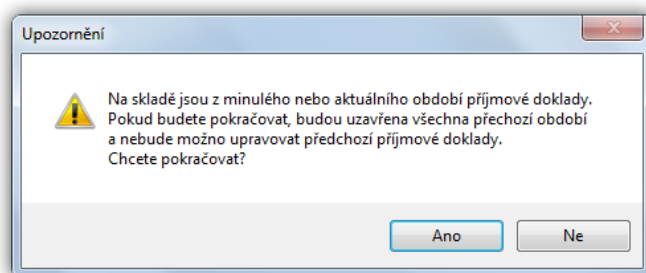 Upozornění
Na skladě jsou z minulého nebo aktuálního období příjmové doklady.
Pokud budete pokračovat, budou uzavřena všechna přechozí období
a nebude možno upravovat předchozí příjmové doklady.
Chcete pokračovat?
Ano
Ne